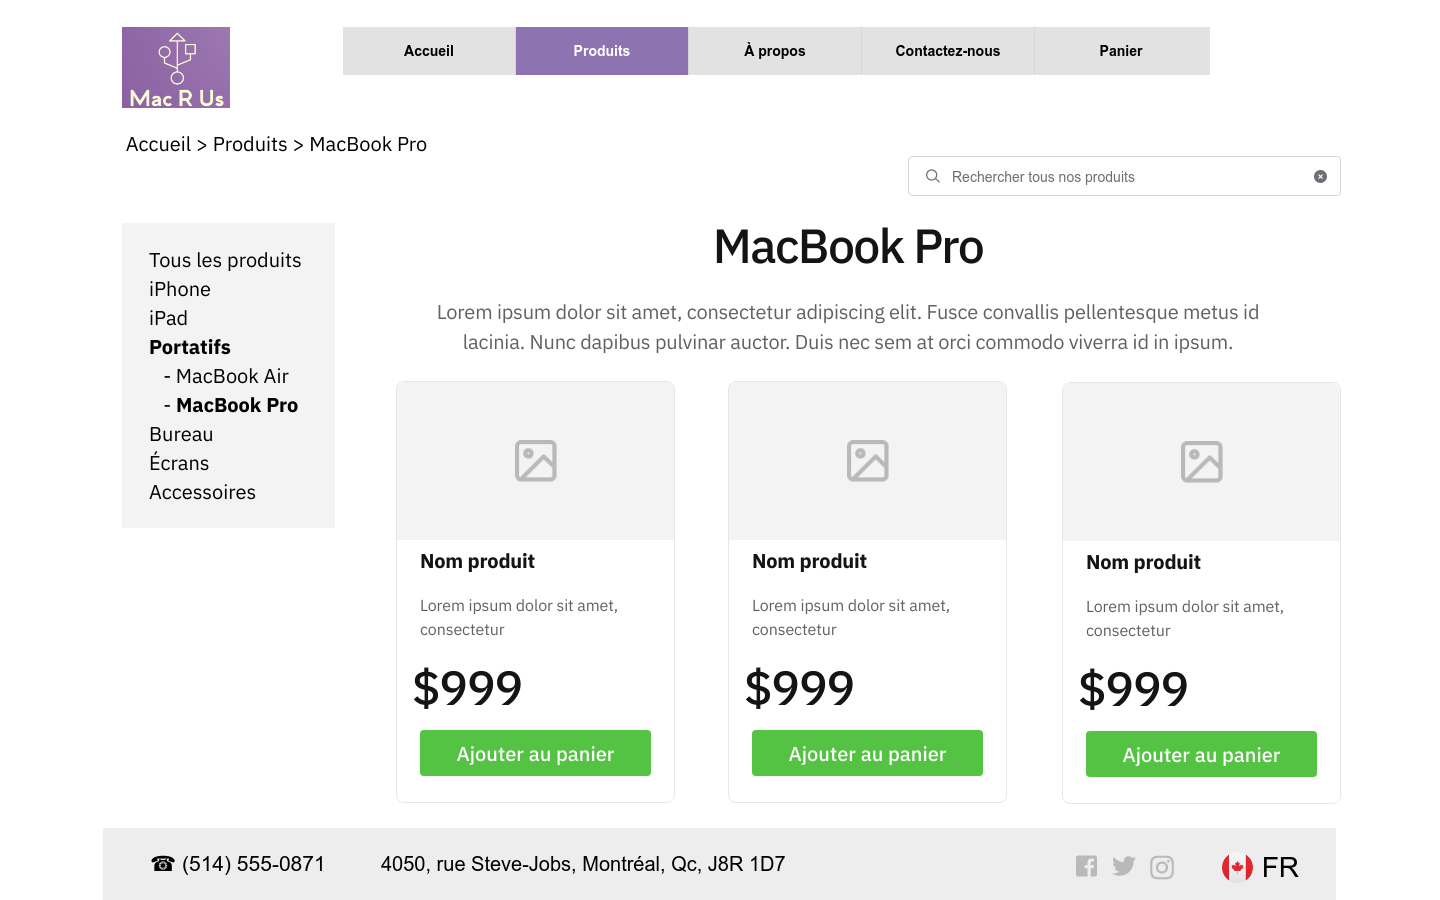 Mac R Us
Accueil
Produits
À propos
Contactez-nous
Panier
Accueil > Produits > MacBook Pro
Rechercher tous nos produits
Tous les produits
iPhone
iPad
Portatifs
- MacBook Air
- MacBook Pro
Bureau
Écrans
Accessoires
MacBook Pro
Lorem ipsum dolor sit amet, consectetur adipiscing elit. Fusce convallis pellentesque metus id
lacinia. Nunc dapibus pulvinar auctor. Duis nec sem at orci commodo viverra id in ipsum.
Nom produit
Lorem ipsum dolor sit amet,
consectetur
$999
Ajouter au panier
Nom produit
Lorem ipsum dolor sit amet,
consectetur
$999
Ajouter au panier
Nom produit
Lorem ipsum dolor sit amet,
consectetur
$999
Ajouter au panier
☎ (514) 555-0871
4050, rue Steve-Jobs, Montréal, Qc, J8R 1D7
FR